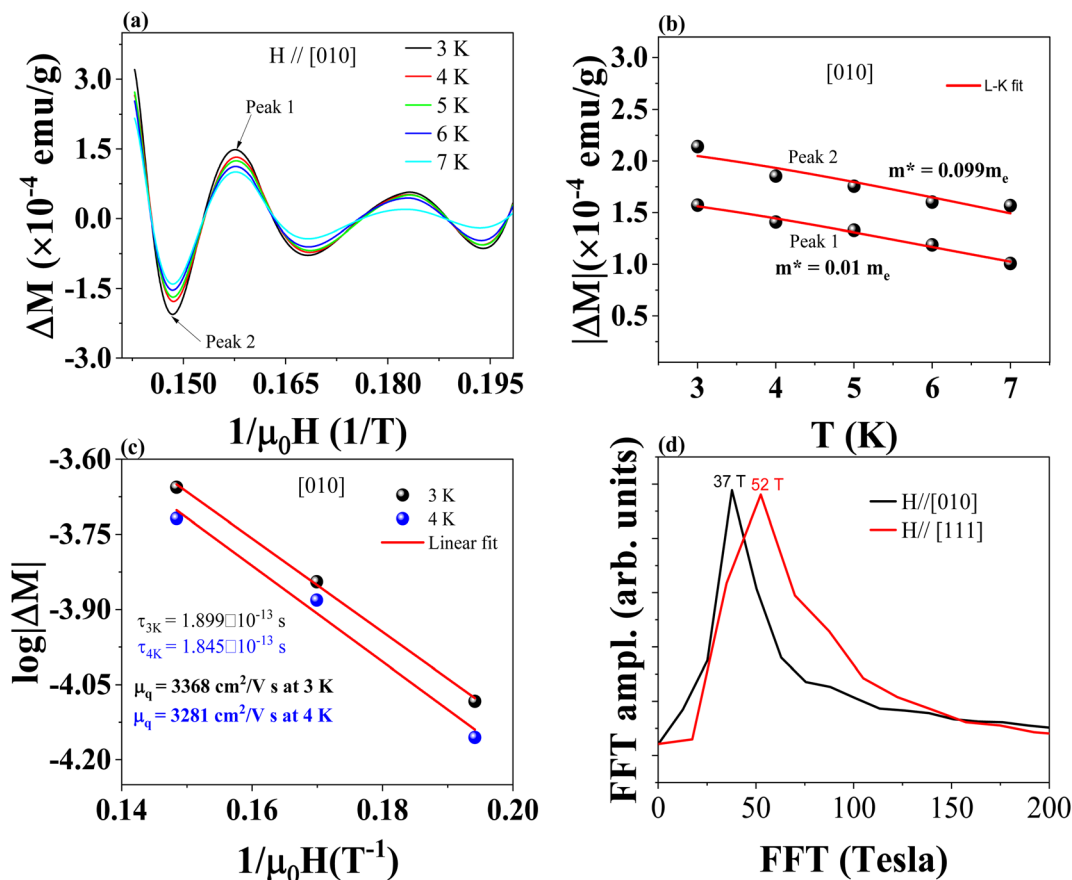 (a)
H // [010]
3 K
4 K
5 K
6 K
7 K
Peak 1
Peak 2
3.0
1.5
0.0
-1.5
-3.0
ΔM (×10⁻⁴ emu/g)
0.150
0.165
0.180
0.195
1/μ₀H (1/T)
(b)
[010]
L-K fit
Peak 2
m* = 0.099mₑ
Peak 1
m* = 0.01 mₑ
3.0
2.5
2.0
1.5
1.0
0.5
|ΔM|(×10⁻⁴ emu/g)
3
4
5
6
7
T (K)
(c)
[010]
3 K
4 K
Linear fit
τ3K = 1.899□10⁻¹³ s
τ4K = 1.845□10⁻¹³ s
μq = 3368 cm²/V s at 3 K
μq = 3281 cm²/V s at 4 K
-3.60
-3.75
-3.90
-4.05
-4.20
log|ΔM|
0.14
0.16
0.18
0.20
1/μ₀H(T⁻¹)
(d)
37 T
52 T
H//[010]
H// [111]
FFT ampl. (arb. units)
0
50
100
150
200
FFT (Tesla)